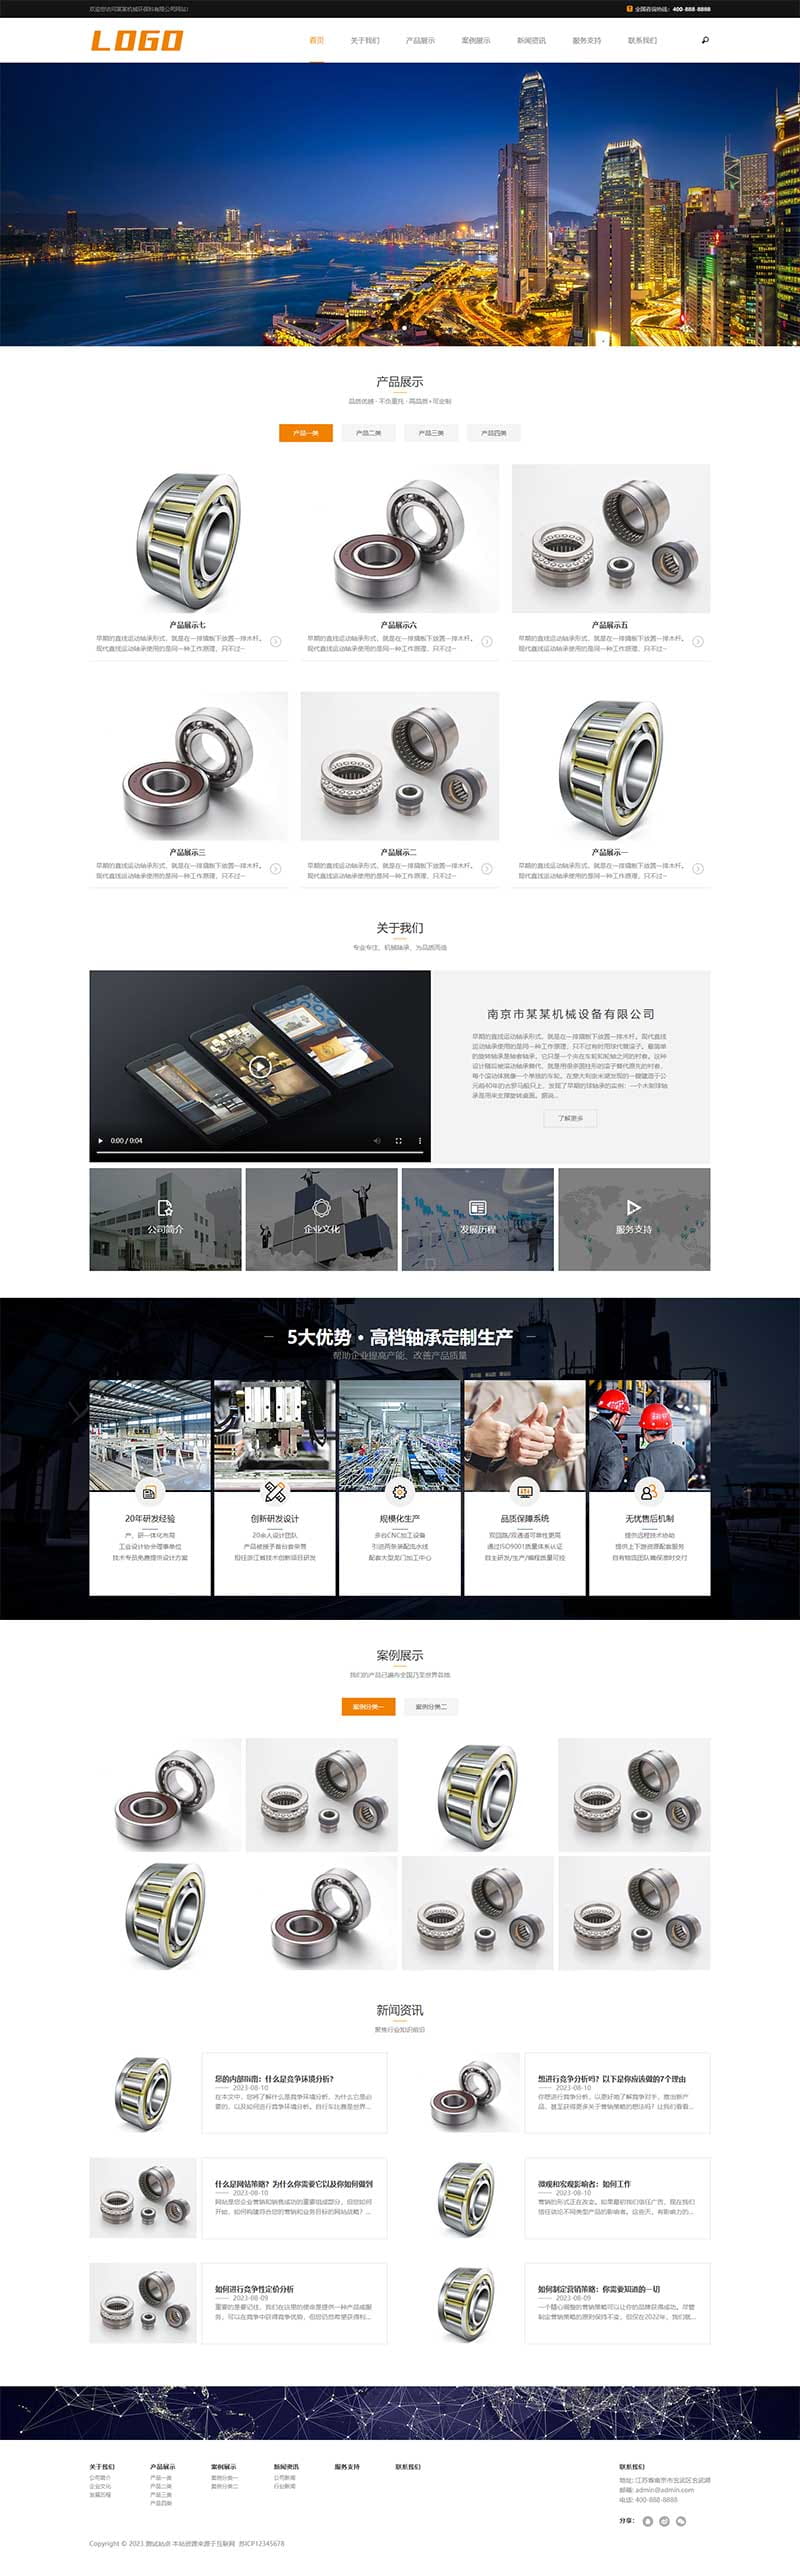 欢迎您访问某某机械环保科有限公司网站!
全国咨询热线: 400-888-8888
LOGO
首页 关于我们 产品展示 案例展示 新闻资讯 服务支持 联系我们
产品展示
品质优越 · 不负重托 · 高品质+可定制
产品一类 产品二类 产品三类 产品四类
产品展示七
早期的直线运动轴承形式，就是在一排撬板下放置一排木杆。
现代直线运动轴承使用的是同一种工作原理，只不过···
产品展示六
早期的直线运动轴承形式，就是在一排撬板下放置一排木杆。
现代直线运动轴承使用的是同一种工作原理，只不过···
产品展示五
早期的直线运动轴承形式，就是在一排撬板下放置一排木杆。
现代直线运动轴承使用的是同一种工作原理，只不过···
产品展示三
早期的直线运动轴承形式，就是在一排撬板下放置一排木杆。
现代直线运动轴承使用的是同一种工作原理，只不过···
产品展示二
早期的直线运动轴承形式，就是在一排撬板下放置一排木杆。
现代直线运动轴承使用的是同一种工作原理，只不过···
产品展示一
早期的直线运动轴承形式，就是在一排撬板下放置一排木杆。
现代直线运动轴承使用的是同一种工作原理，只不过···
关于我们
专业专注，机械轴承，为品质而造
0:00 / 0:04
南京市某某机械设备有限公司
早期的直线运动轴承形式，就是在一排撬板下放置一排木杆。现代直线
运动轴承使用的是同一种工作原理，只不过有时用球代替滚子。最简单
的旋转轴承是轴套轴承，它只是一个夹在车轮和轮轴之间的衬套。这种
设计随后被滚动轴承替代，就是用很多圆柱形的滚子替代原先的衬套，
每个滚动体就像一个单独的车轮。在意大利奈米湖发现的一艘建造于公
元前40年的古罗马船只上，发现了早期的球轴承的实例：一个木制球轴
承是用来支撑旋转桌面。据说...
了解更多
公司简介
企业文化
发展历程
服务支持
5大优势 · 高档轴承定制生产
帮助企业提高产能、改善产品质量
20年研发经验
产、研一体化布局
工业设计协会理事单位
技术专员免费提供设计方案
创新研发设计
20余人设计团队
产品被授予首台套荣誉
担任浙江省技术创新项目研发
规模化生产
多台CNC加工设备
引进两条装配流水线
配套大型龙门加工中心
品质保障系统
双回路/双通道可靠性更高
通过ISO9001质量体系认证
自主研发/生产/编程质量可控
无忧售后机制
提供远程技术协助
提供上下游资源配套服务
自有物流团队确保准时交付
案例展示
我们的产品已遍布全国乃至世界各地
案例分类一 案例分类二
新闻资讯
聚焦行业知识前沿
您的内部指南：什么是竞争环境分析？
2023-08-10
在本文中，您将了解什么是竞争环境分析，为什么它是必
要的，以及如何进行竞争环境分析。自行车比赛是世界...
想进行竞争分析吗？以下是你应该做的7个理由
2023-08-10
你想进行竞争分析，以更好地了解竞争对手，推出新产
品，甚至获得更多关于营销策略的想法吗？让我们看看...
什么是网站策略？为什么你需要它以及你如何做到
2023-08-10
网站是您企业营销和销售成功的重要组成部分，但您如何
开始，如何构建符合您的营销和业务目标的网站战略？...
微观和宏观影响者：如何工作
2023-08-10
营销的形式正在改变。如果最初我们信任广告，现在我们
信任谈论不同类型产品的影响者。这些天，有影响力的...
如何进行竞争性定价分析
2023-08-09
重要的是要记住，我们在这里的使命是提供一种产品或服
务，可以在竞争中获得竞争优势，但您仍然希望获得利...
如何制定营销策略：你需要知道的一切
2023-08-09
一个精心调整的营销策略可以让你的品牌获得成功。尽管
制定营销策略的原则保持不变，但仅在2022年，我们就...
关于我们
公司简介
企业文化
发展历程
产品展示
产品一类
产品二类
产品三类
产品四类
案例展示
案例分类一
案例分类二
新闻资讯
公司新闻
行业新闻
服务支持
联系我们
联系我们
地址: 江苏省南京市玄武区玄武湖
邮箱: admin@admin.com
电话: 400-888-8888
分享:
Copyright © 2023 测试站点 本站资源来源于互联网 苏ICP12345678